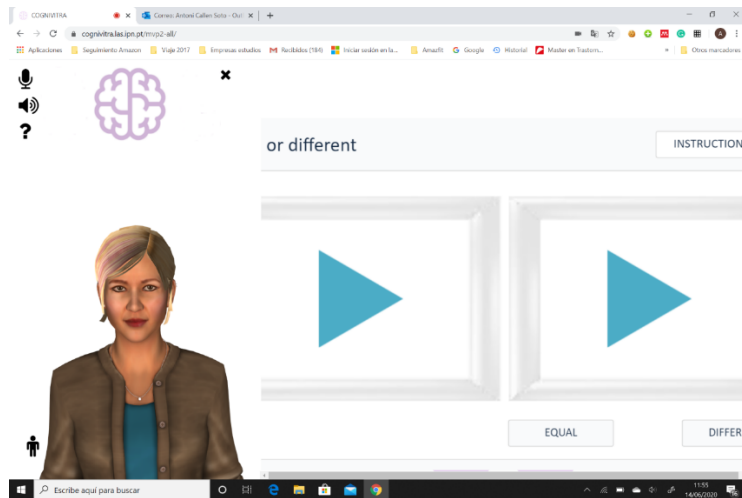 COGNIVITRA
Correo: Antoni Callen Soto - Outl
cognivitra.las.ipn.pt/mvp2-all/
Aplicaciones
Seguimiento Amazon
Viaje 2017
Empresas estudios
Recibidos (184)
Iniciar sesión en la...
Amazfit
Google
Historial
Master en Trastorn...
»
Otros marcadores
?
or different
INSTRUCTION
EQUAL
DIFFER
Escribe aquí para buscar
11:55
14/06/2020